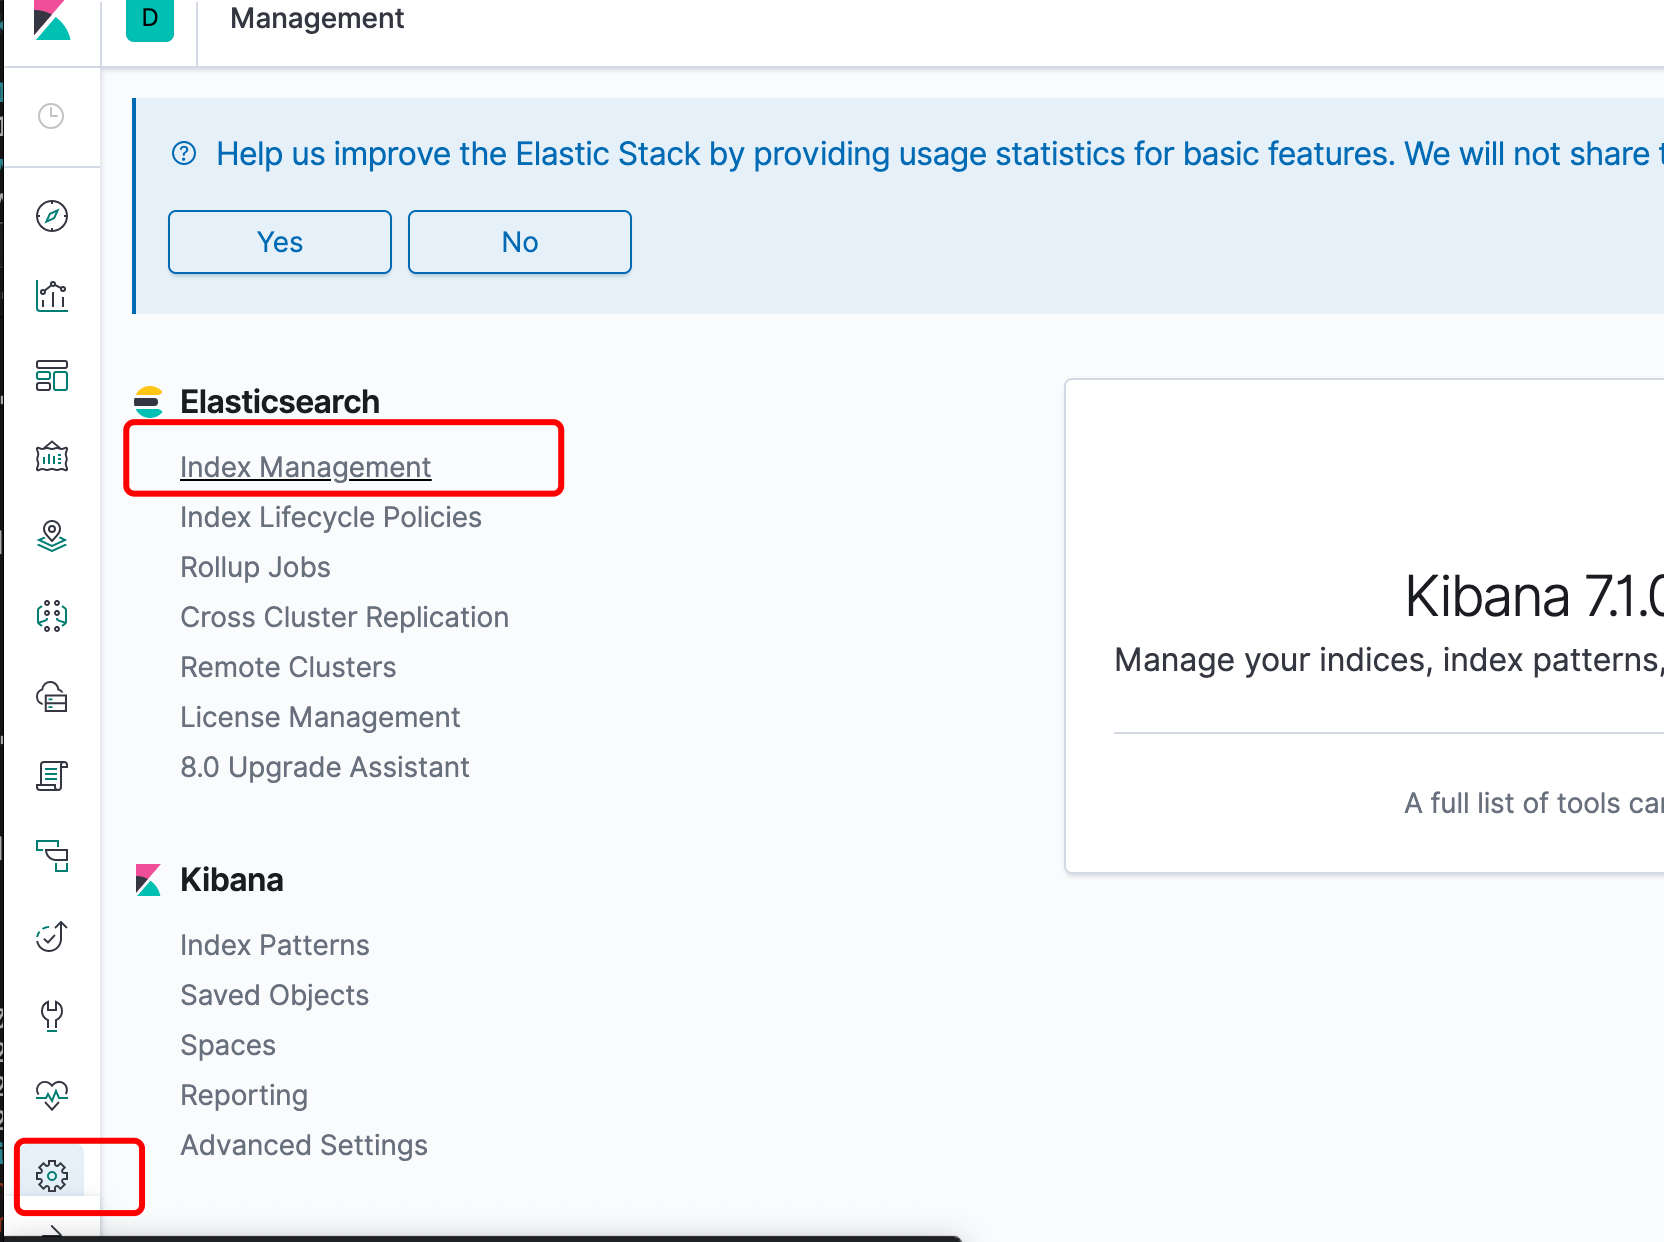 D
Management
Help us improve the Elastic Stack by providing usage statistics for basic features. We will not share
Yes
No
Elasticsearch
Index Management
Index Lifecycle Policies
Rollup Jobs
Cross Cluster Replication
Remote Clusters
License Management
8.0 Upgrade Assistant
Kibana 7.1.0
Manage your indices, index patterns,
A full list of tools
Kibana
Index Patterns
Saved Objects
Spaces
Reporting
Advanced Settings